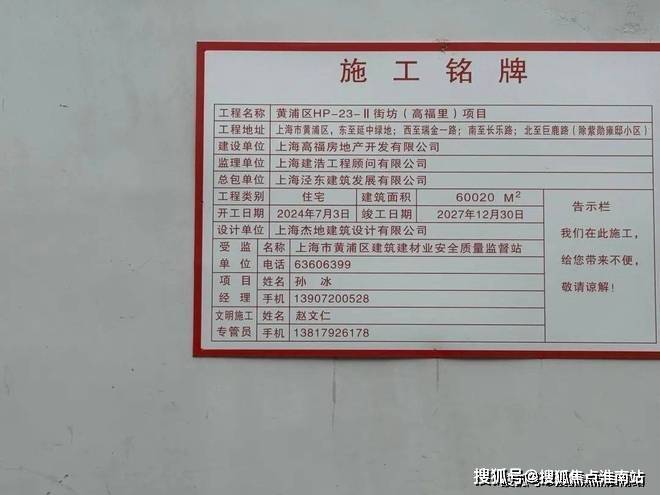 施工铭牌
工程名称 黄浦区HP-23-Ⅱ街坊（高福里）项目
工程地址 上海市黄浦区，东至延中绿地；西至瑞金一路；南至长乐路；北至巨鹿路（除紫勋雍邸小区）
建设单位 上海高福房地产开发有限公司
监理单位 上海建浩工程顾问有限公司
总包单位 上海泾东建筑发展有限公司
工程类别 住宅 建筑面积 60020 M²
开工日期 2024年7月3日 竣工日期 2027年12月30日
设计单位 上海杰地建筑设计有限公司
受监单位 名称 上海市黄浦区建筑建材业安全质量监督站
电话 63606399
项目经理 姓名 孙 冰
手机 13907200528
文明施工专管员 姓名 赵文仁
手机 13817926178
告示栏
我们在此施工，
给您带来不便，
敬请谅解！
搜狐号@搜狐焦点淮南站